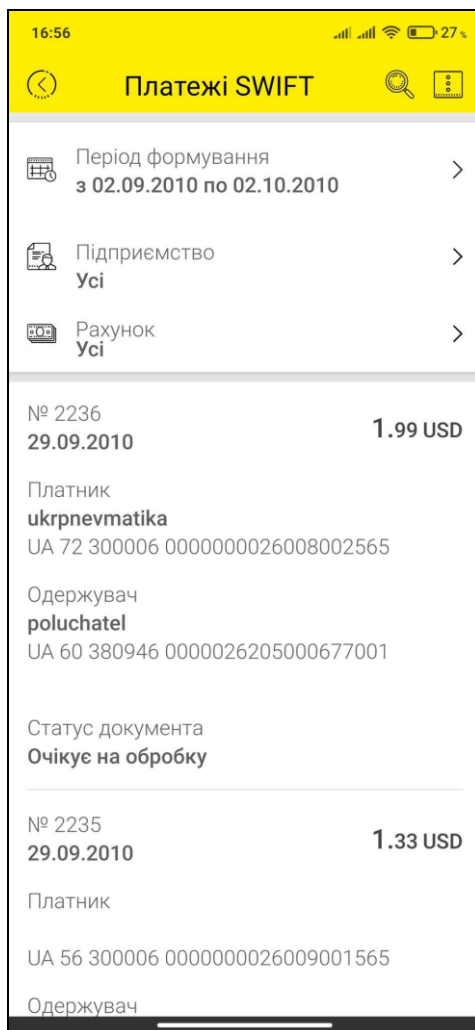 16:56
27 %
Платежі SWIFT
Період формування
з 02.09.2010 по 02.10.2010
Підприємство
Усі
Рахунок
Усі
№ 2236
1.99 USD
29.09.2010
Платник
ukrpnevmatika
UA 72 300006 0000000026008002565
Одержувач
poluchatel
UA 60 380946 0000026205000677001
Статус документа
Очікує на обробку
№ 2235
1.33 USD
29.09.2010
Платник
UA 56 300006 0000000026009001565
Одержувач